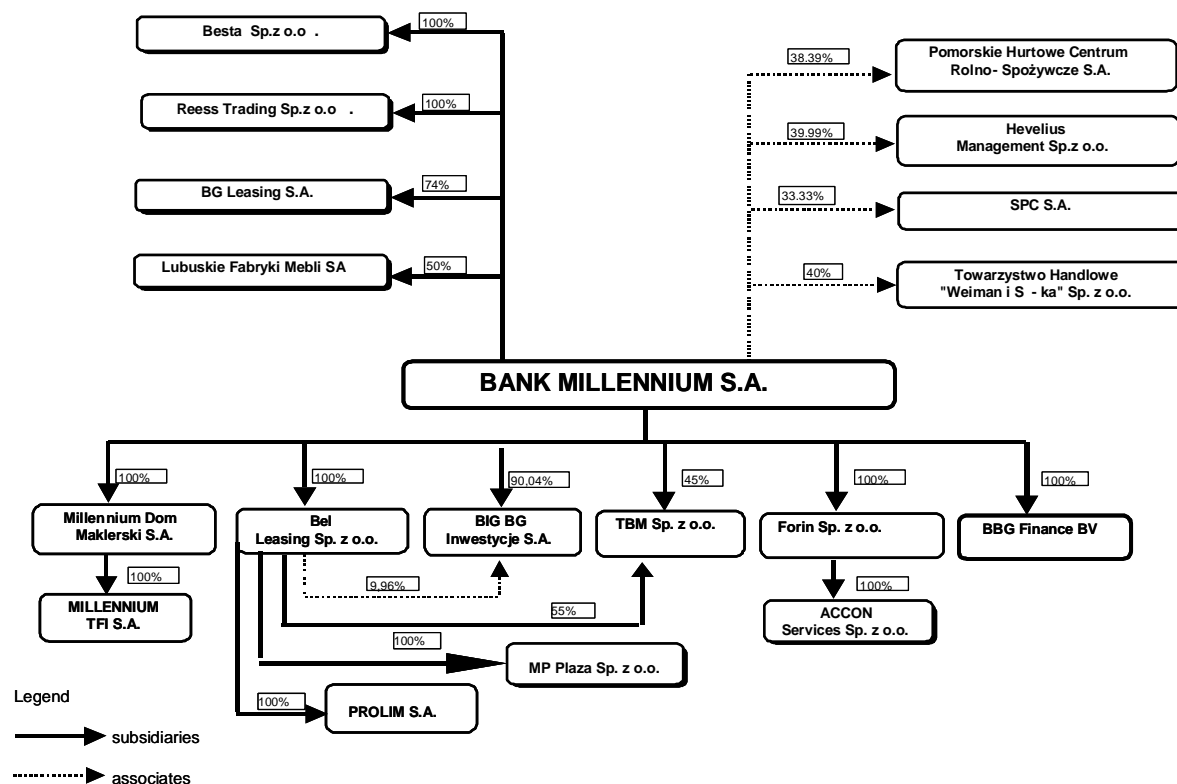 Besta Sp.z o.o .
100%
Reess Trading Sp.z o.o .
100%
BG Leasing S.A.
74%
Lubuskie Fabryki Mebli SA
50%
38.39%
Pomorskie Hurtowe Centrum
Rolno- Spożywcze S.A.
39.99%
Hevelius
Management Sp.z o.o.
33.33%
SPC S.A.
40%
Towarzystwo Handlowe
"Weiman i S - ka" Sp. z o.o.
BANK MILLENNIUM S.A.
100%
100%
90,04%
45%
100%
100%
Millennium Dom
Maklerski S.A.
Bel
Leasing Sp. z o.o.
BIG BG
Inwestycje S.A.
TBM Sp. z o.o.
Forin Sp. z o.o.
BBG Finance BV
100%
9,96%
100%
MILLENNIUM
TFI S.A.
55%
ACCON
Services Sp. z o.o.
100%
MP Plaza Sp. z o.o.
100%
PROLIM S.A.
Legend
subsidiaries
associates